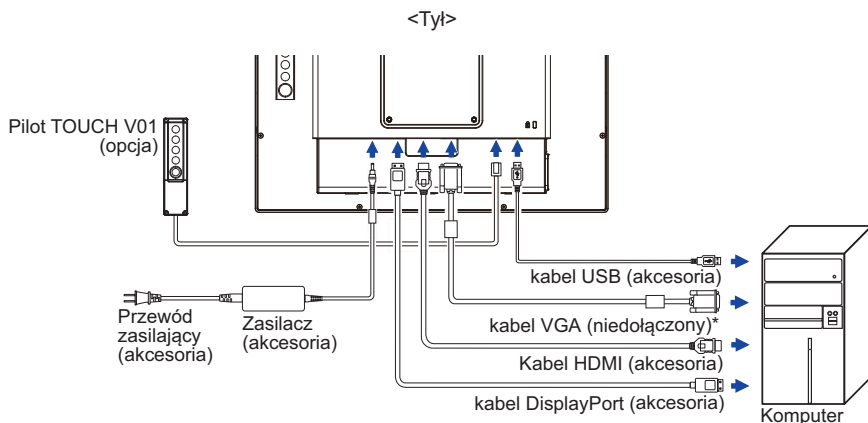 <Tył>
Pilot TOUCH V01
(opcja)
kabel USB (akcesoria)
Przewód
zasilający
(akcesoria)
Zasilacz
(akcesoria)
kabel VGA (niedołączony)*
Kabel HDMI (akcesoria)
kabel DisplayPort (akcesoria)
Komputer